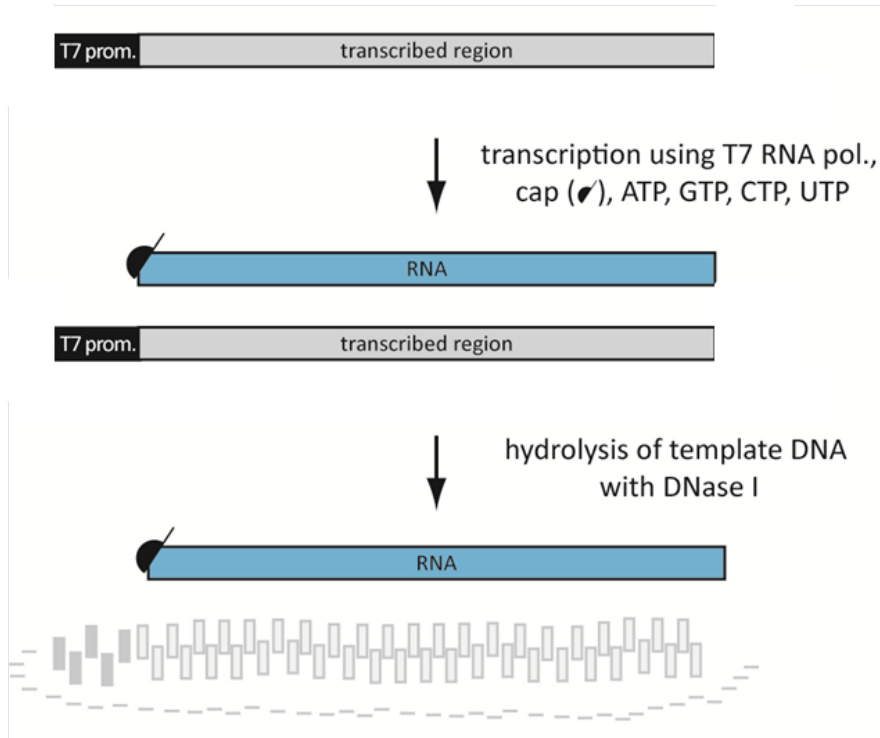 T7 prom. transcribed region
transcription using T7 RNA pol.,
cap (), ATP, GTP, CTP, UTP
RNA
T7 prom. transcribed region
hydrolysis of template DNA
with DNase I
RNA